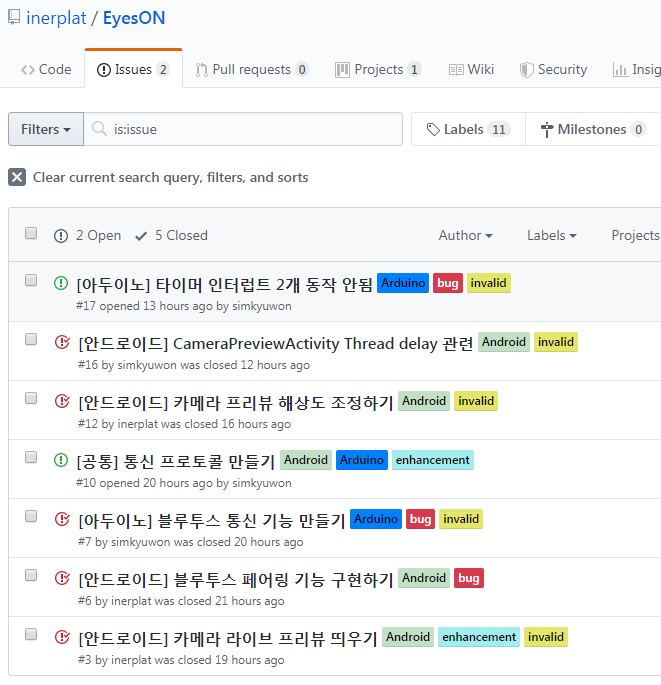 inerplat / EyesON
Code Issues 2 Pull requests 0 Projects 1 Wiki Security Insig
Filters is:issue Labels 11 Milestones 0
Clear current search query, filters, and sorts
2 Open 5 Closed Author Labels Projects
[아두이노] 타이머 인터럽트 2개 동작 안됨 Arduino bug invalid
#17 opened 13 hours ago by simkyuwon
[안드로이드] CameraPreviewActivity Thread delay 관련 Android invalid
#16 by simkyuwon was closed 12 hours ago
[안드로이드] 카메라 프리뷰 해상도 조정하기 Android invalid
#12 by inerplat was closed 16 hours ago
[공통] 통신 프로토콜 만들기 Android Arduino enhancement
#10 opened 20 hours ago by simkyuwon
[아두이노] 블루투스 통신 기능 만들기 Arduino bug invalid
#7 by simkyuwon was closed 20 hours ago
[안드로이드] 블루투스 페어링 기능 구현하기 Android bug
#6 by inerplat was closed 21 hours ago
[안드로이드] 카메라 라이브 프리뷰 띄우기 Android enhancement invalid
#3 by inerplat was closed 19 hours ago